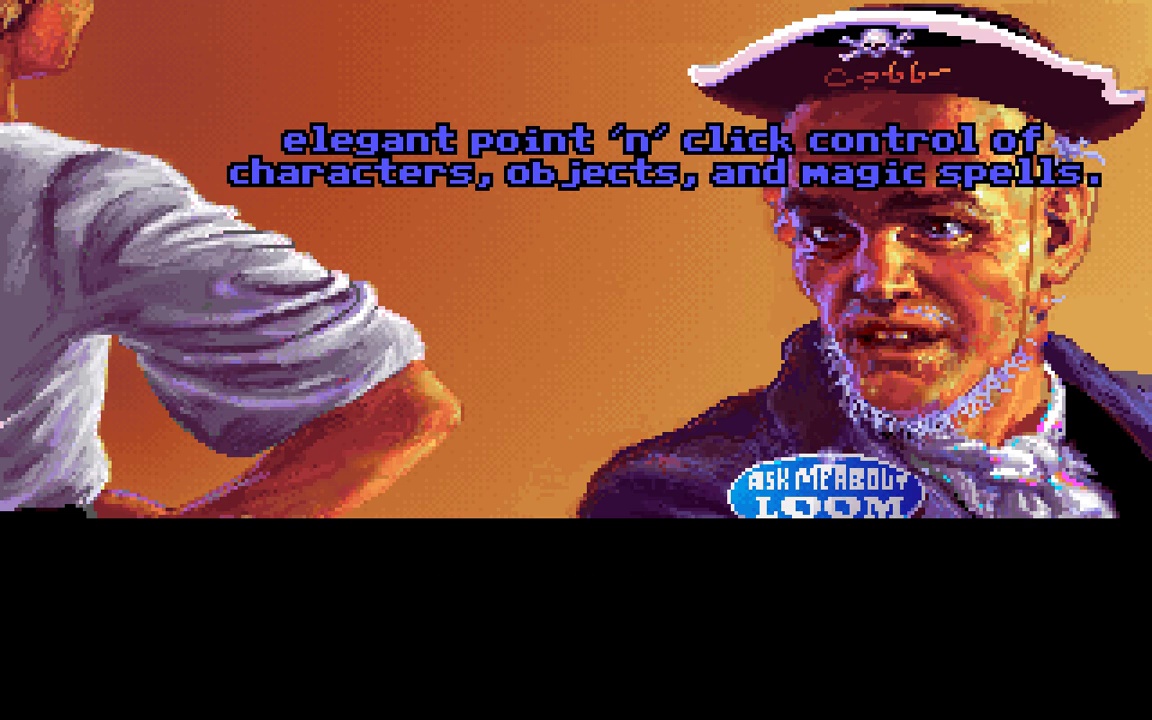 Cobb
elegant point 'n' click control of
characters, objects, and magic spells.
ASK ME ABOUT
LOOM